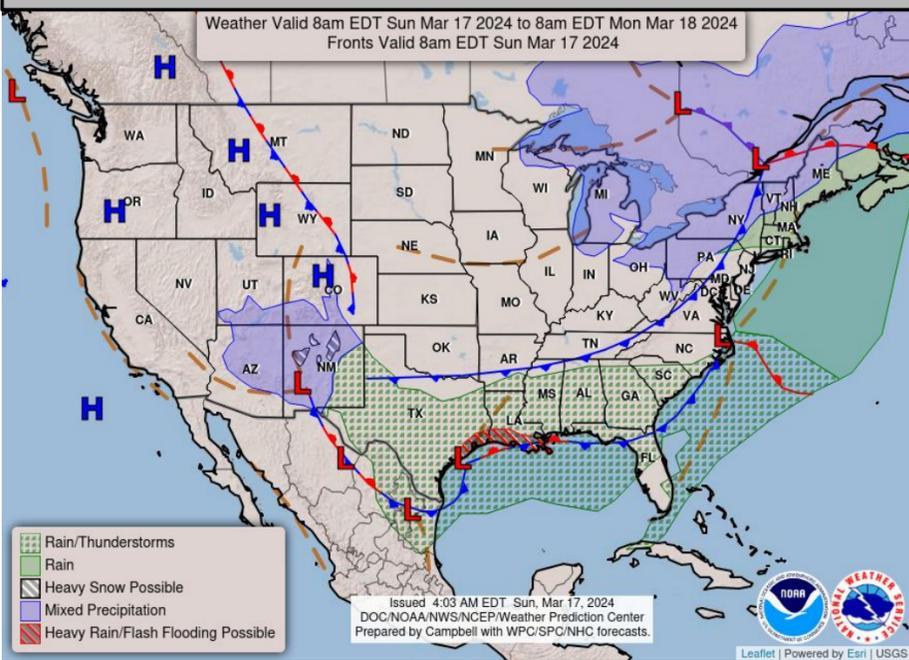 Weather Valid 8am EDT Sun Mar 17 2024 to 8am EDT Mon Mar 18 2024
Fronts Valid 8am EDT Sun Mar 17 2024
H
L
L
WA
MT
ND
MN
H
L
ME
OR
ID
H
WY
SD
WI
MI
VT
NH
NY
MA
CT
RI
H
NE
IA
PA
NJ
NV
UT
H
CO
KS
MO
IL
IN
OH
WV
MD
DC
DE
VA
KY
CA
AZ
NM
OK
AR
TN
NC
L
L
SC
H
TX
LA
MS
AL
GA
L
L
FL
L
Rain/Thunderstorms
Rain
Heavy Snow Possible
Mixed Precipitation
Heavy Rain/Flash Flooding Possible
Issued 4:03 AM EDT Sun, Mar 17, 2024
DOC/NOAA/NWS/NCEP/Weather Prediction Center
Prepared by Campbell with WPC/SPC/NHC forecasts.
NOAA
NATIONAL WEATHER SERVICE
Leaflet | Powered by Esri | USGS